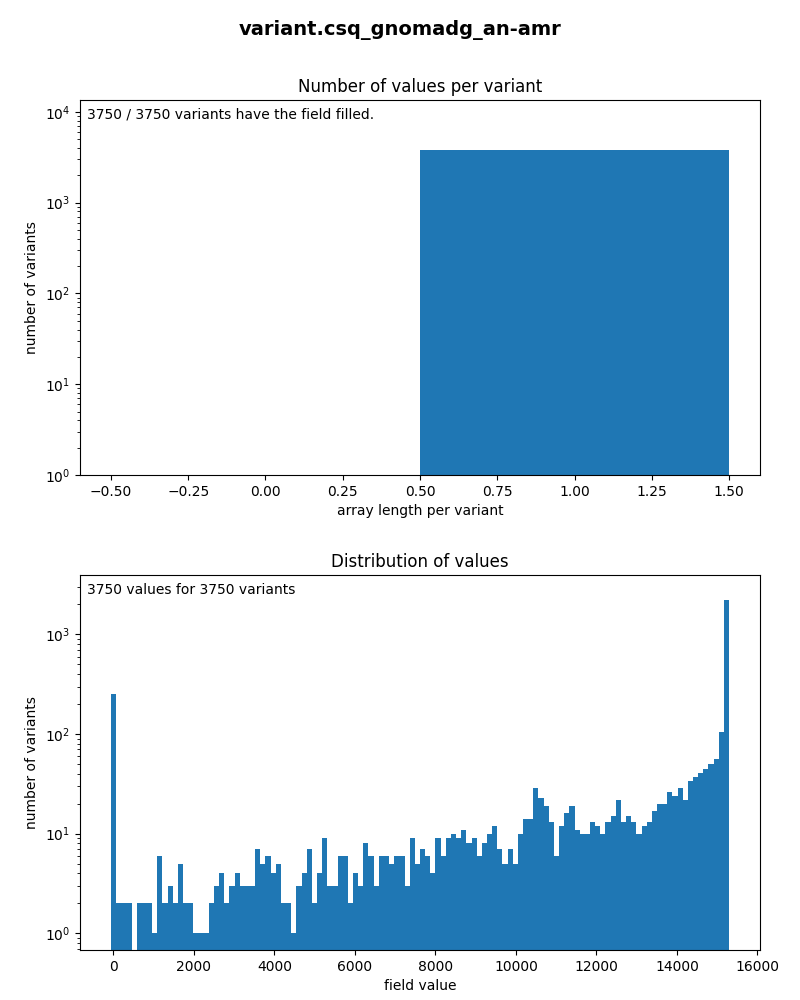 variant.csq_gnomadg_an-amr
Number of values per variant
3750 / 3750 variants have the field filled.
10⁴
10³
10²
10¹
10⁰
number of variants
−0.50 −0.25 0.00 0.25 0.50 0.75 1.00 1.25 1.50
array length per variant
Distribution of values
3750 values for 3750 variants
10³
10²
10¹
10⁰
number of variants
0 2000 4000 6000 8000 10000 12000 14000 16000
field value